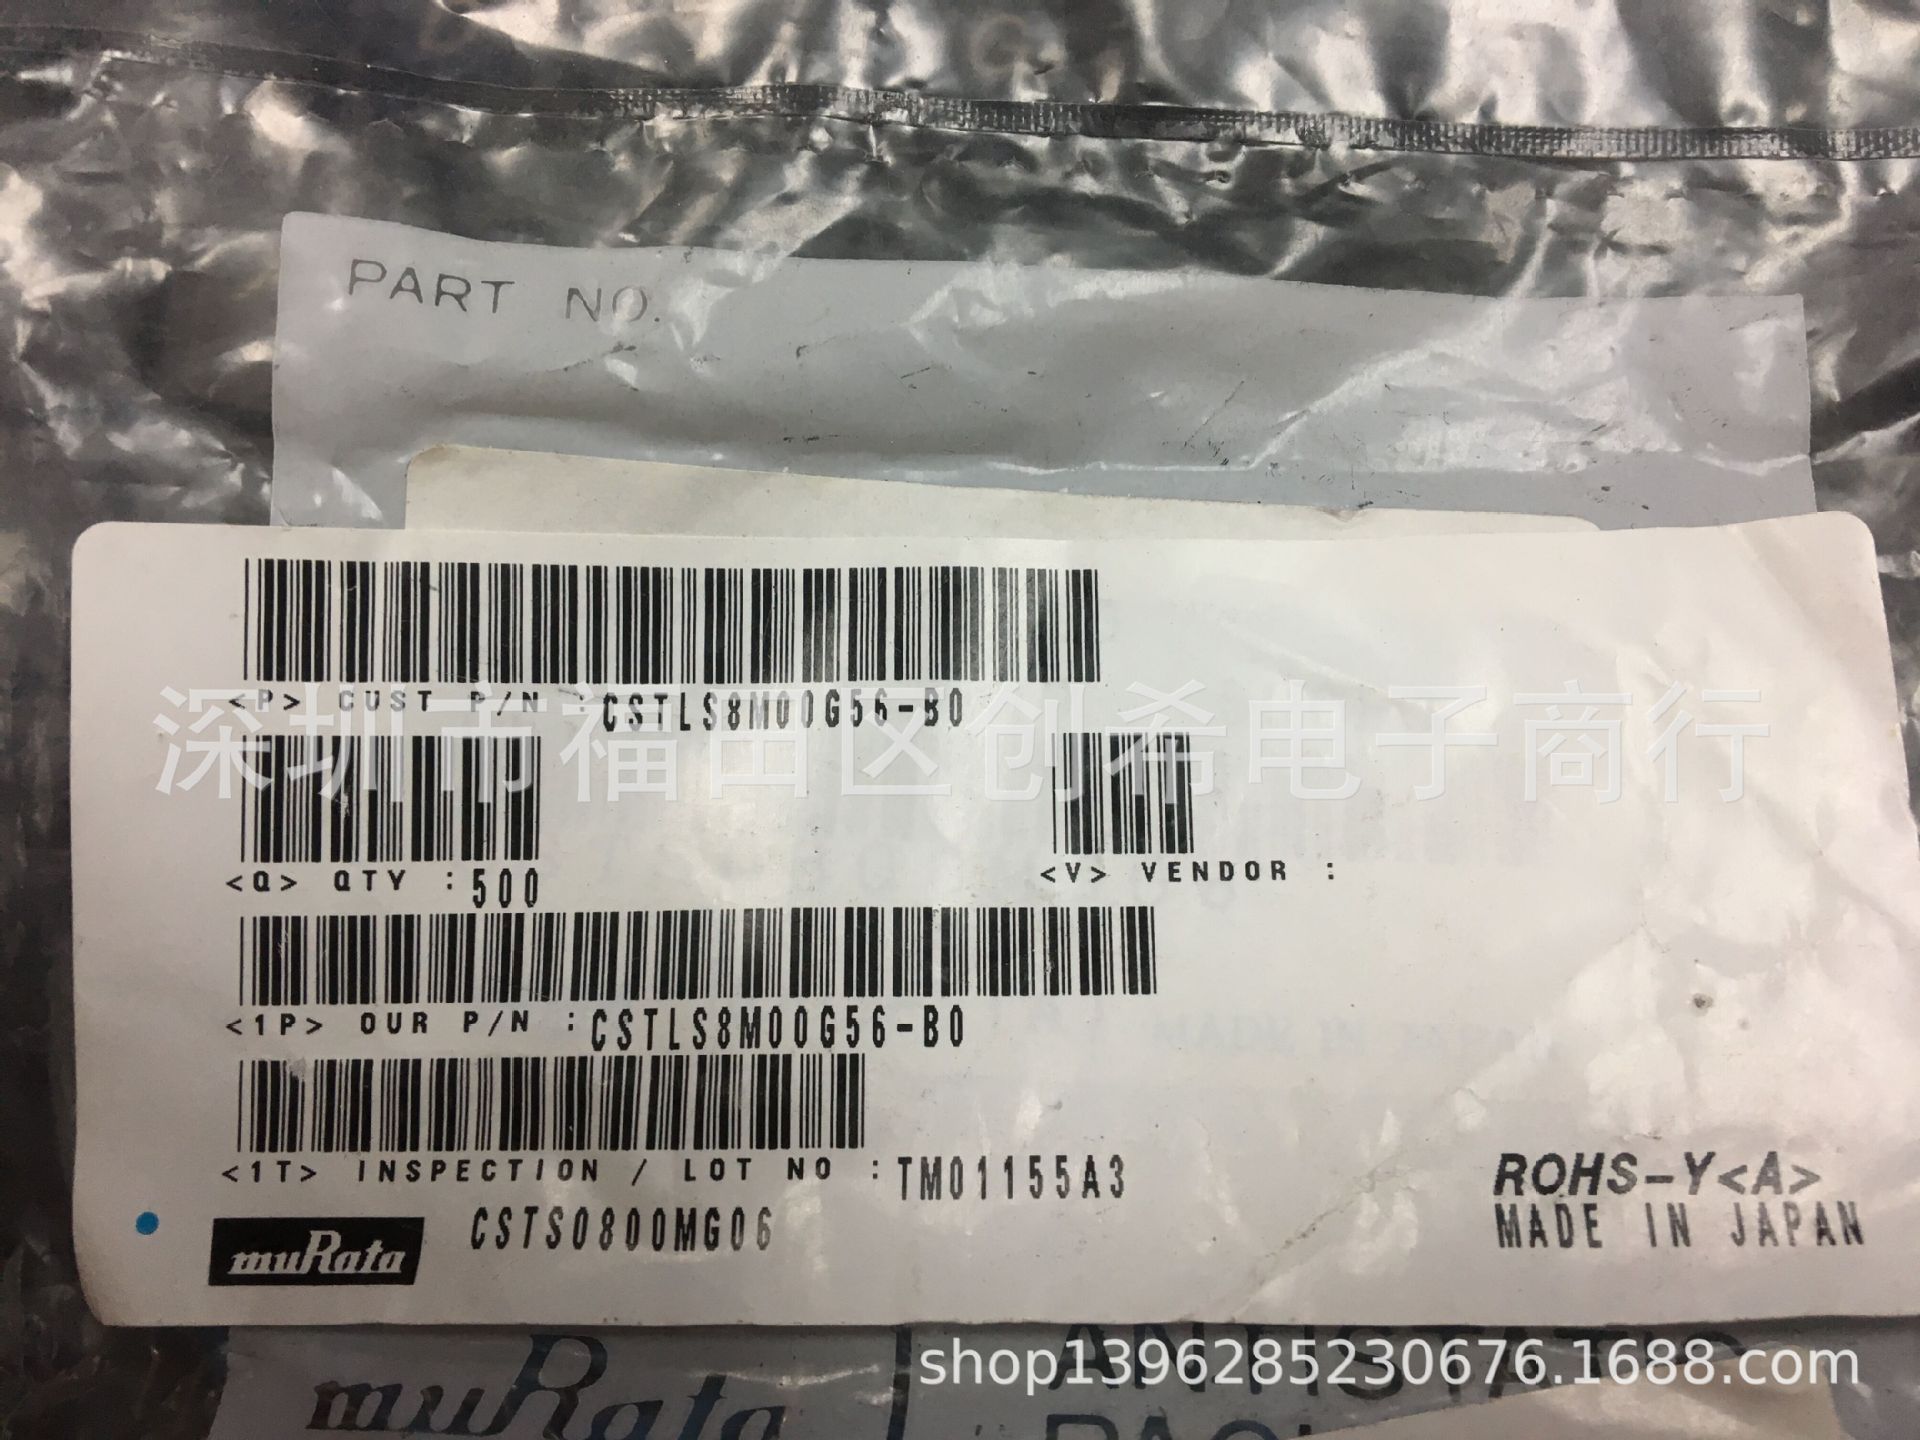 PART NO.
<P> CUST P/N :CSTLS8M00G56-B0
深圳市福田区创希电子商行
<Q> QTY :500
<V> VENDOR :
<1P> OUR P/N :CSTLS8M00G56-B0
<1T> INSPECTION / LOT NO :TM01155A3
ROHS-Y<A>
muRata CSTS0800MG06
MADE IN JAPAN
shop1396285230676.1688.com
muRata
ANTISTATIC